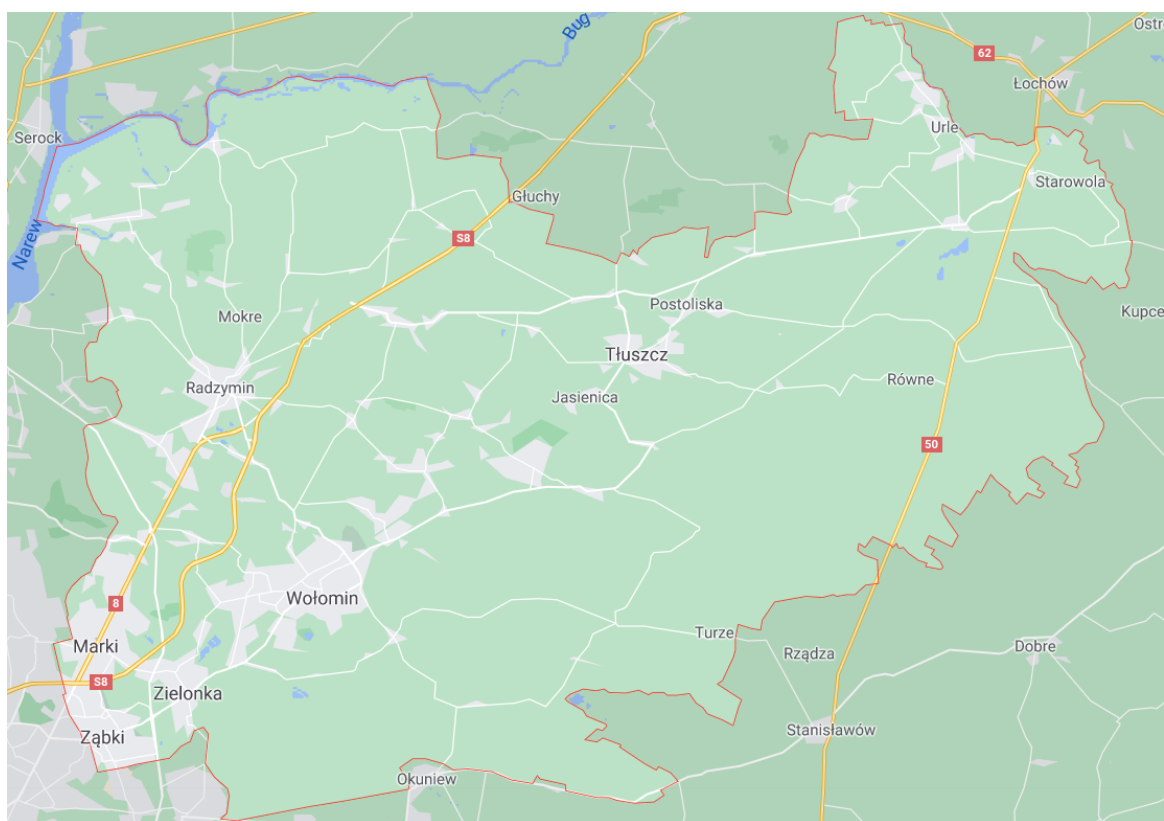 Bug
Ostr
62
Łochów
Serock
Urle
Starowola
Głuchy
Narew
S8
Postoliska
Kupce
Mokre
Tłuszcz
Radzymin
Równe
Jasienica
50
Wołomin
8
Turze
Marki
Rządza
Dobre
S8
Zielonka
Stanisławów
Ząbki
Okuniew